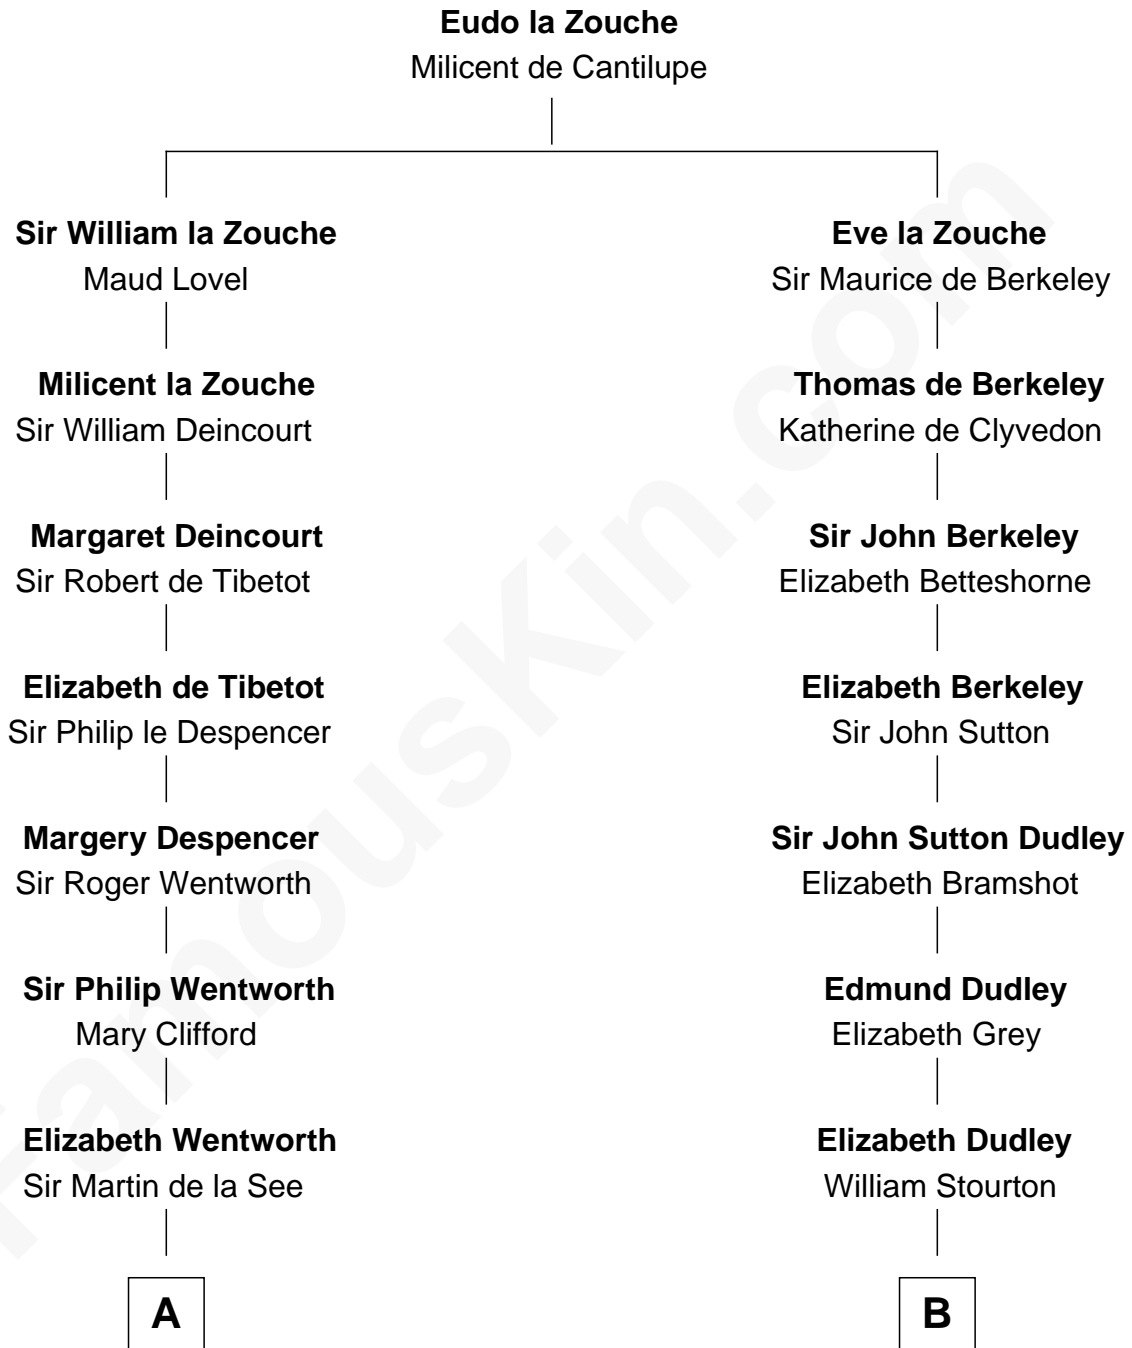 Eudo la Zouche
Milicent de Cantilupe
Sir William la Zouche
Maud Lovel
Eve la Zouche
Sir Maurice de Berkeley
Milicent la Zouche
Sir William Deincourt
Thomas de Berkeley
Katherine de Clyvedon
Margaret Deincourt
Sir Robert de Tibetot
Sir John Berkeley
Elizabeth Betteshorne
Elizabeth de Tibetot
Sir Philip le Despencer
Elizabeth Berkeley
Sir John Sutton
Margery Despencer
Sir Roger Wentworth
Sir John Sutton Dudley
Elizabeth Bramshot
Sir Philip Wentworth
Mary Clifford
Edmund Dudley
Elizabeth Grey
Elizabeth Wentworth
Sir Martin de la See
Elizabeth Dudley
William Stourton
A
B
FamousKin.com